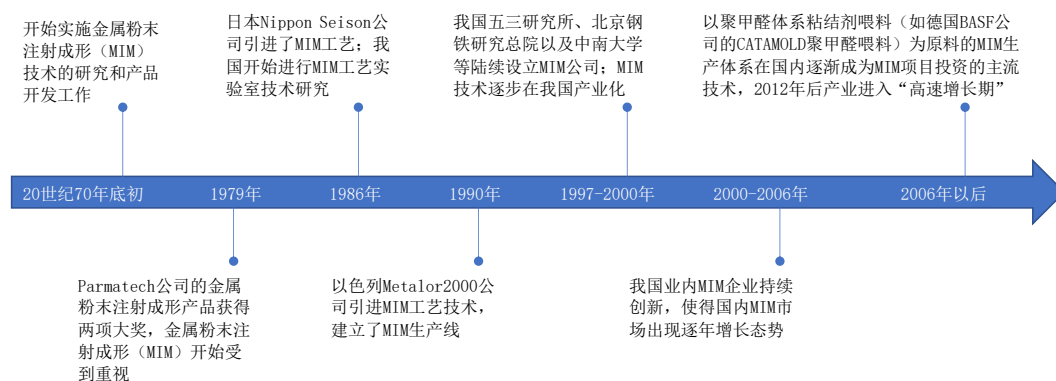 开始实施金属粉末
注射成形（MIM）
技术的研究和产品
开发工作
日本Nippon Seison公
司引进了MIM工艺；我
国开始进行MIM工艺实
验室技术研究
我国五三研究所、北京钢
铁研究总院以及中南大学
等陆续设立MIM公司；MIM
技术逐步在我国产业化
以聚甲醛体系粘结剂喂料（如德国BASF公
司的CATAMOLD聚甲醛喂料）为原料的MIM生
产体系在国内逐渐成为MIM项目投资的主流
技术，2012年后产业进入“高速增长期”
20世纪70年底初
1979年
1986年
1990年
1997-2000年
2000-2006年
2006年以后
Parmatech公司的金属
粉末注射成形产品获得
两项大奖，金属粉末注
射成形（MIM）开始受
到重视
以色列Metalor2000公
司引进MIM工艺技术，
建立了MIM生产线
我国业内MIM企业持续
创新，使得国内MIM市
场出现逐年增长态势